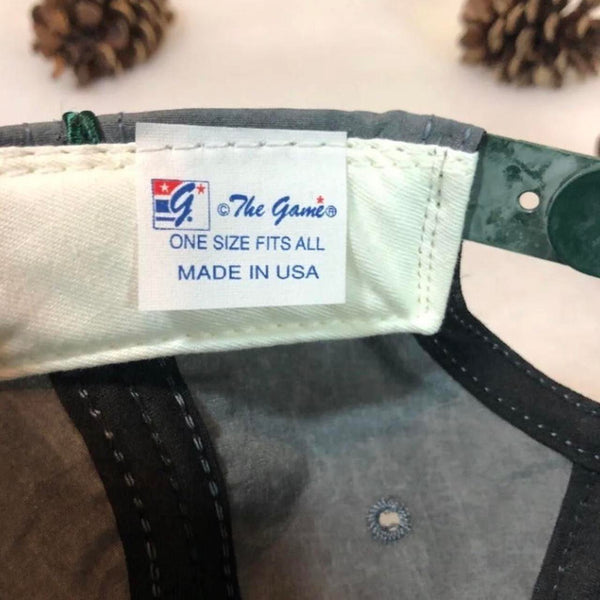 G.
© The Game®
ONE SIZE FITS ALL
MADE IN USA